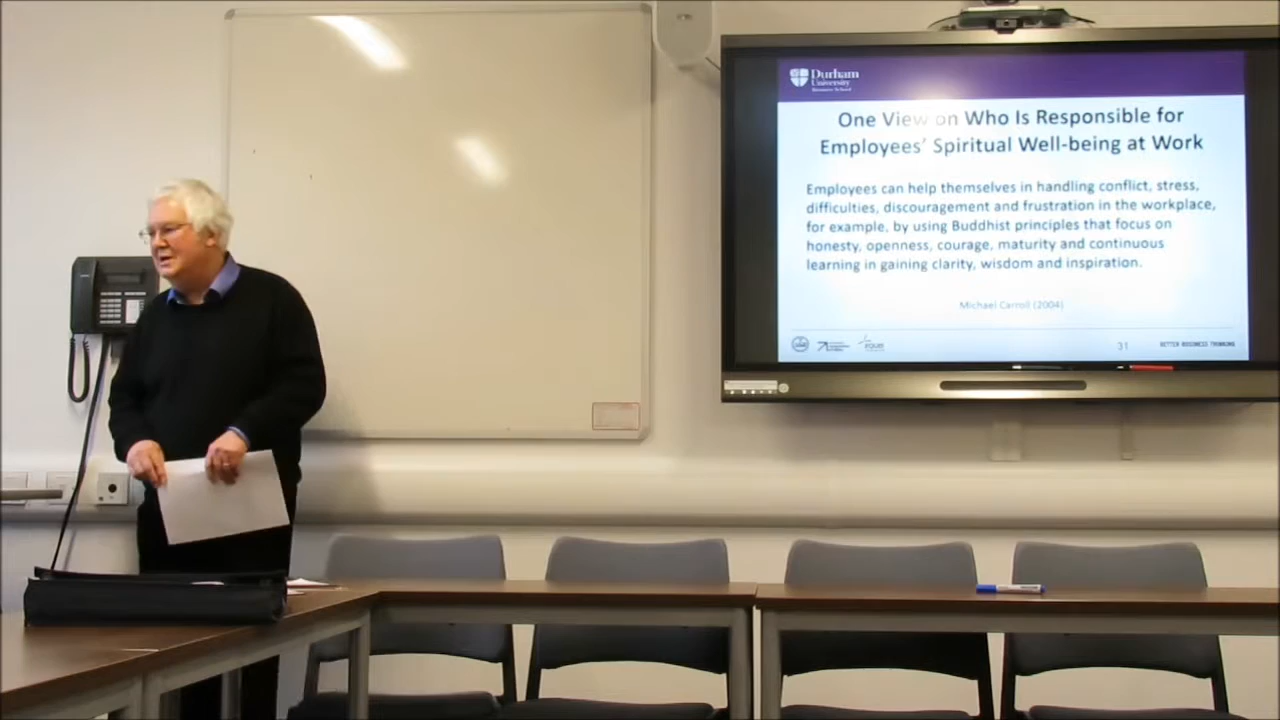 Durham
University
Business School
One View on Who Is Responsible for
Employees' Spiritual Well-being at Work
Employees can help themselves in handling conflict, stress,
difficulties, discouragement and frustration in the workplace,
for example, by using Buddhist principles that focus on
honesty, openness, courage, maturity and continuous
learning in gaining clarity, wisdom and inspiration.
Michael Carroll (2004)
EQUIS
31
BETTER BUSINESS THINKING